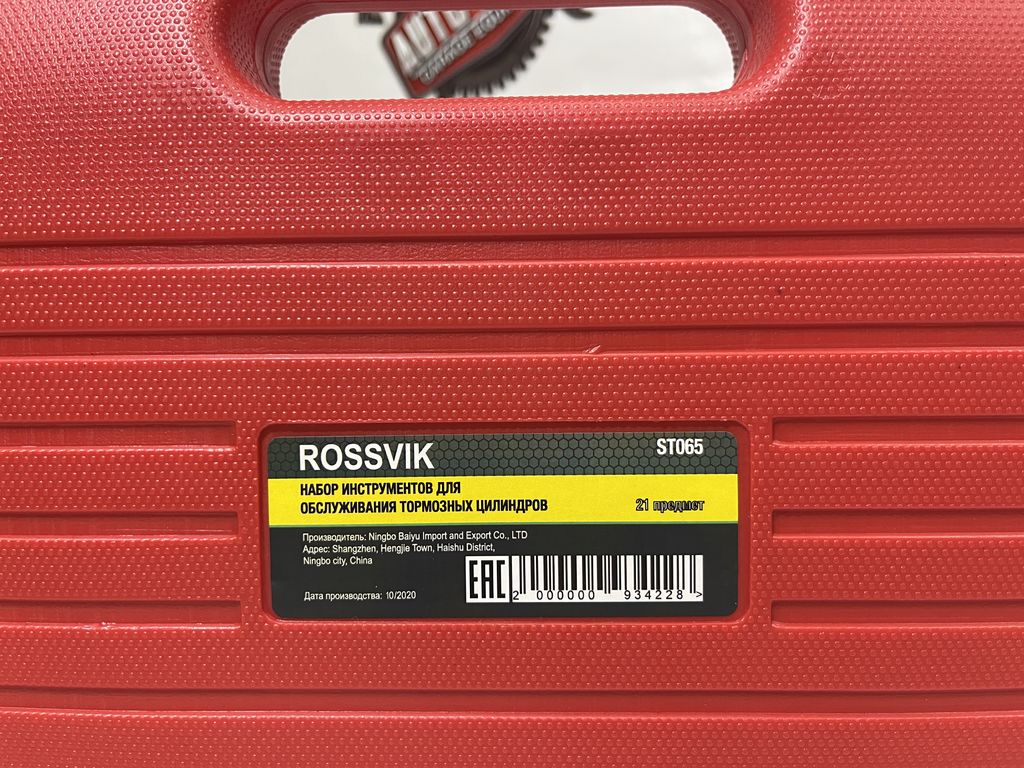 AUTO
ROSSVIK
ST065
НАБОР ИНСТРУМЕНТОВ ДЛЯ
ОБСЛУЖИВАНИЯ ТОРМОЗНЫХ ЦИЛИНДРОВ
21 предмет
Производитель: Ningbo Baiyu Import and Export Co., LTD
Адрес: Shangzhen, Hengjie Town, Haishu District,
Ningbo city, China
Дата производства: 10/2020
EAC
2 000000 934228 >